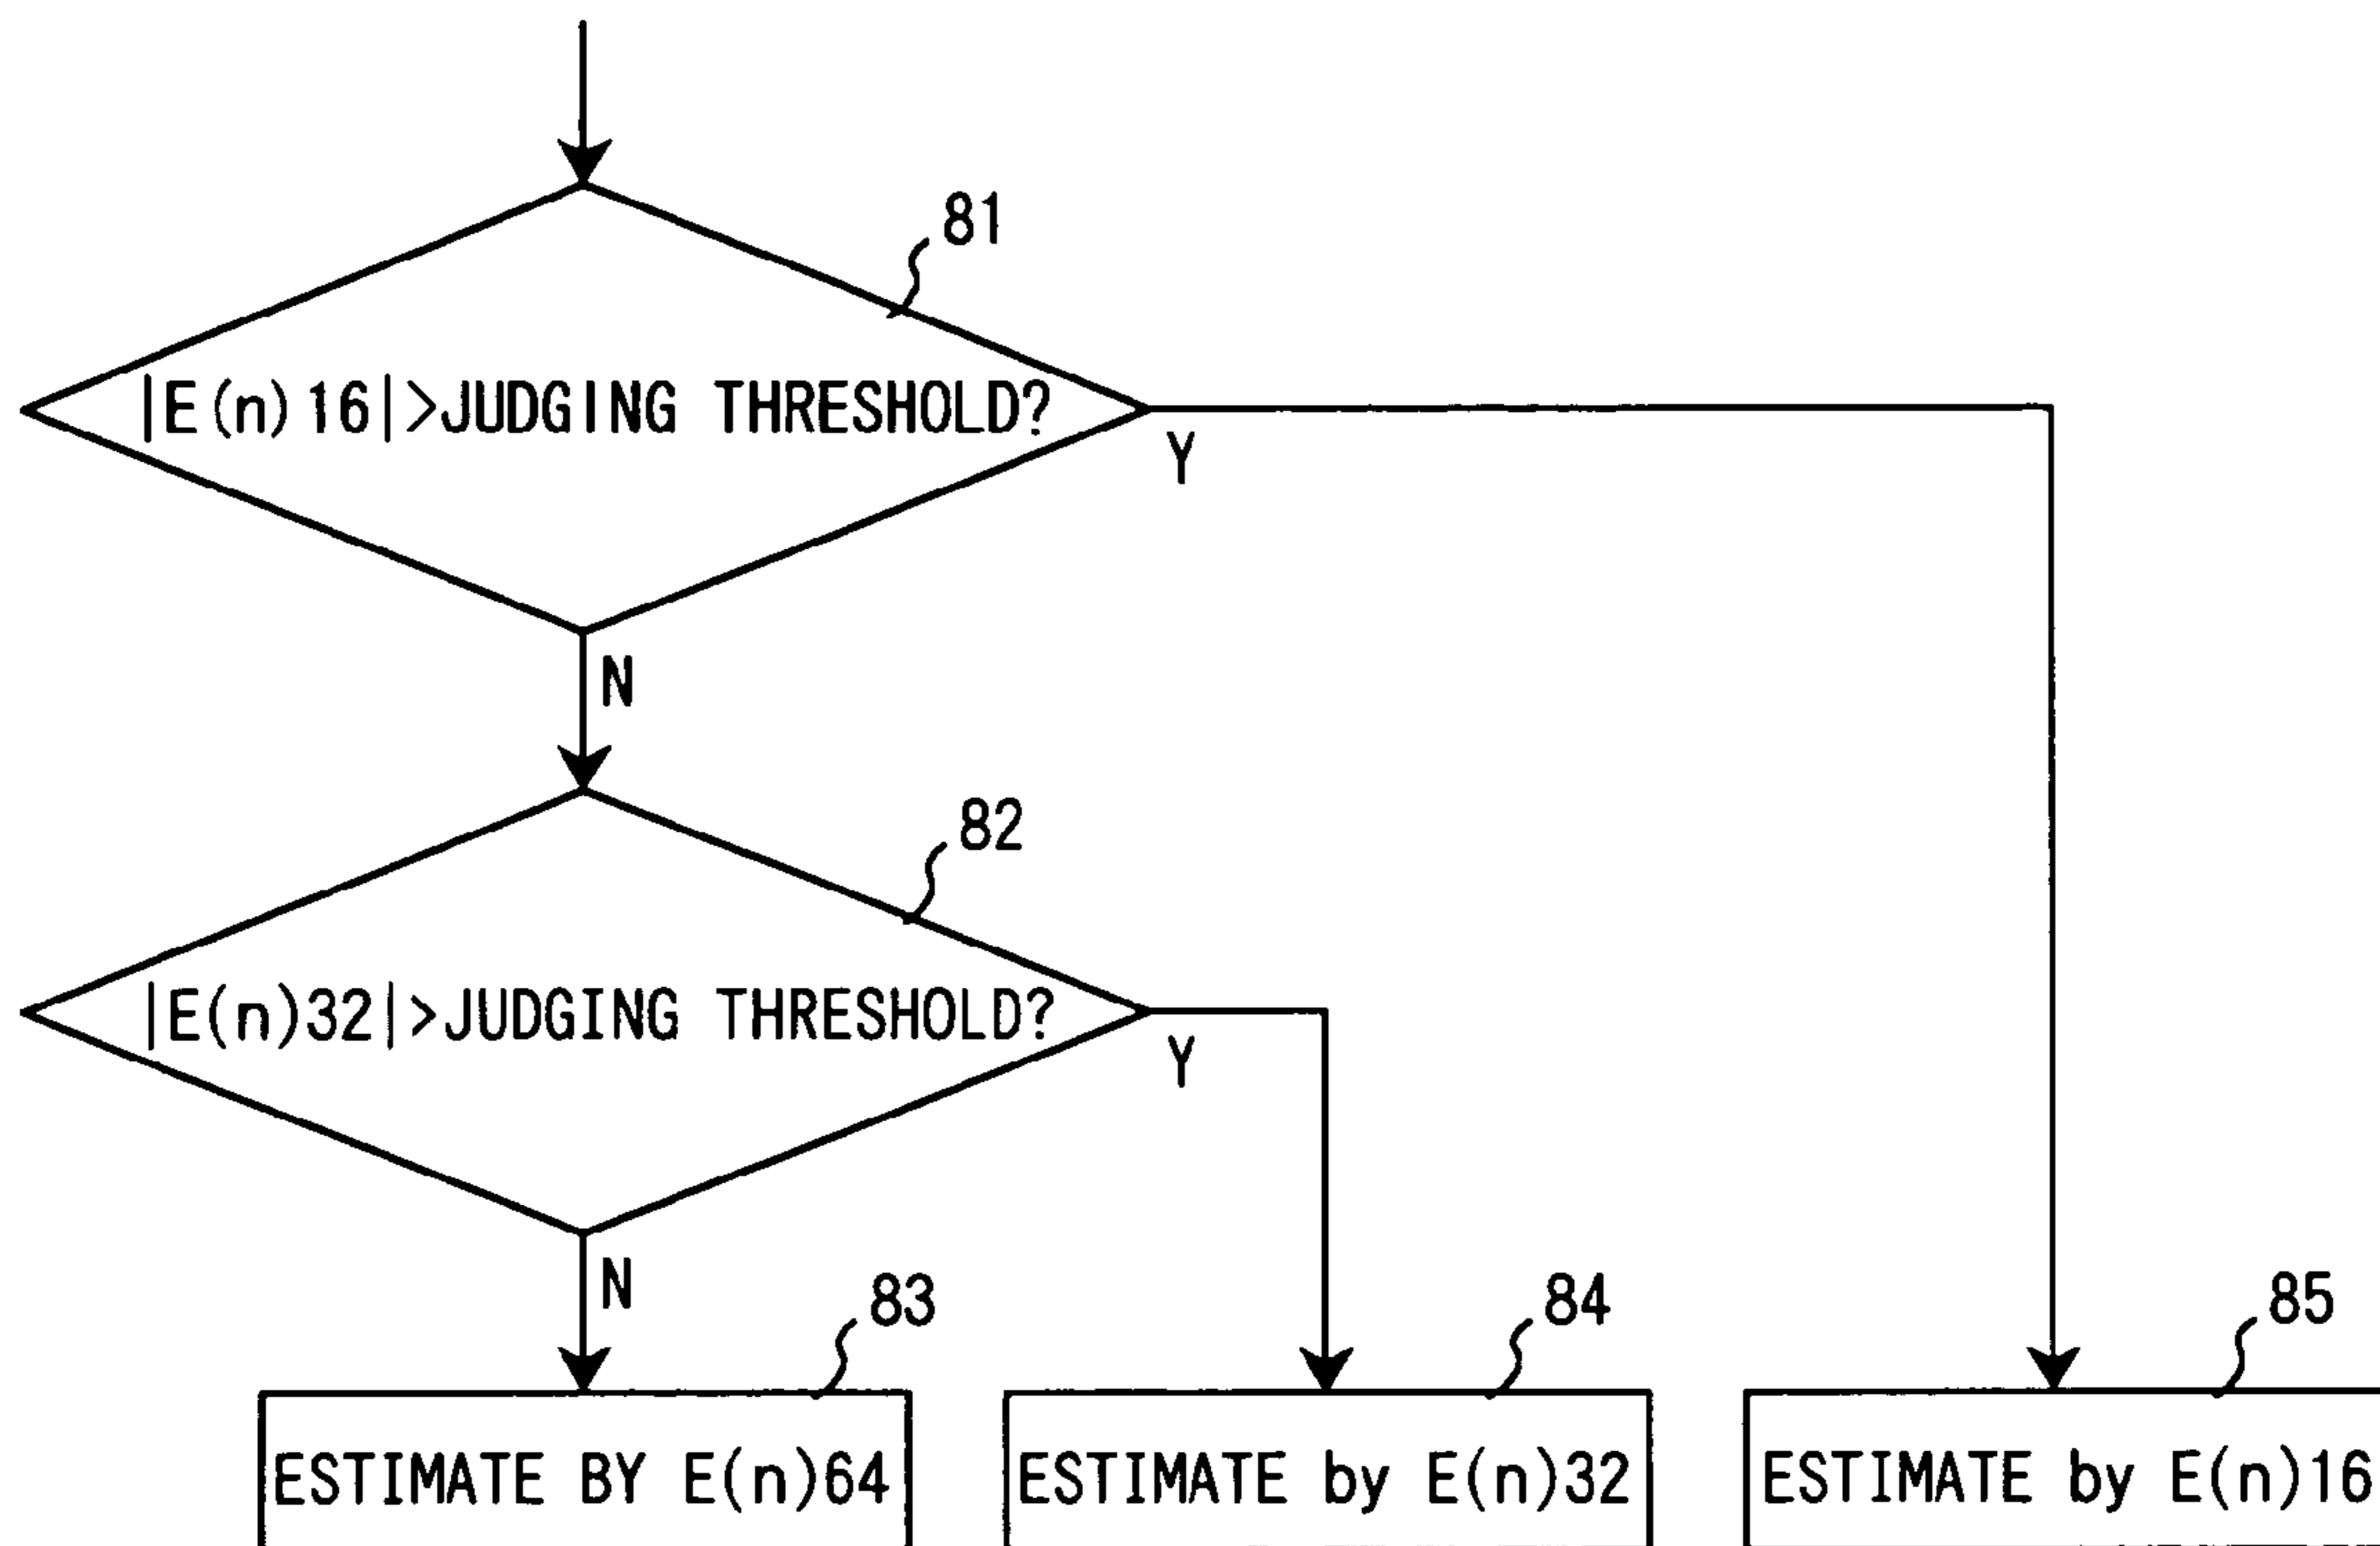 81
|E(n)16|>JUDGING THRESHOLD?
Y
N
82
|E(n)32|>JUDGING THRESHOLD?
Y
N
83
84
85
ESTIMATE BY E(n)64
ESTIMATE by E(n)32
ESTIMATE by E(n)16